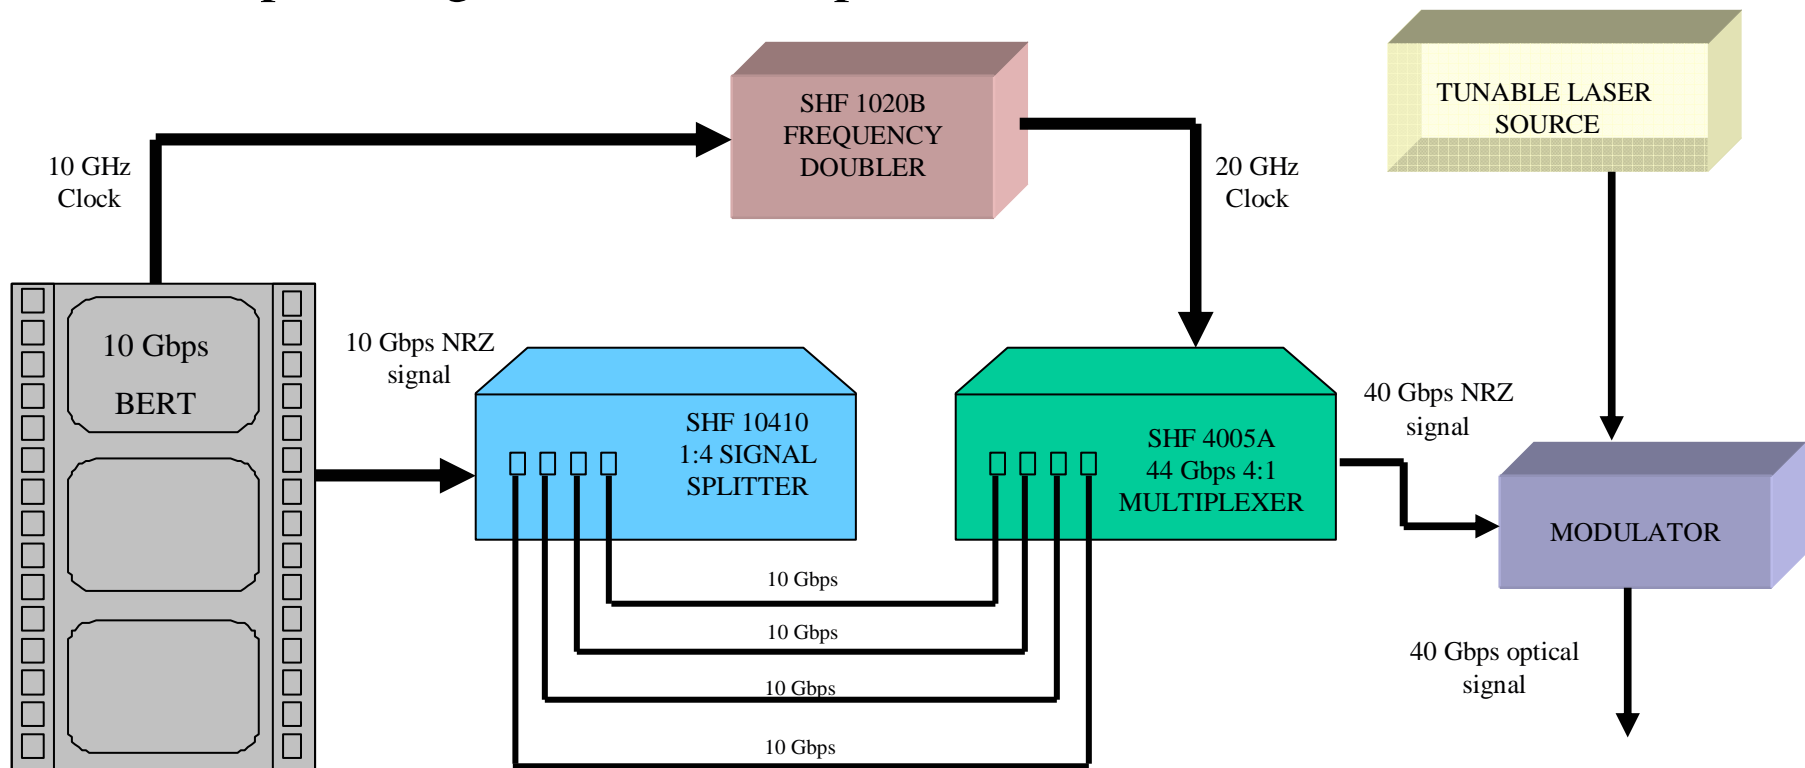 SHF 1020B
FREQUENCY
DOUBLER
TUNABLE LASER
SOURCE
10 GHz
Clock
20 GHz
Clock
10 Gbps
BERT
10 Gbps NRZ
signal
SHF 10410
1:4 SIGNAL
SPLITTER
SHF 4005A
44 Gbps 4:1
MULTIPLEXER
40 Gbps NRZ
signal
MODULATOR
10 Gbps
10 Gbps
10 Gbps
10 Gbps
40 Gbps optical
signal